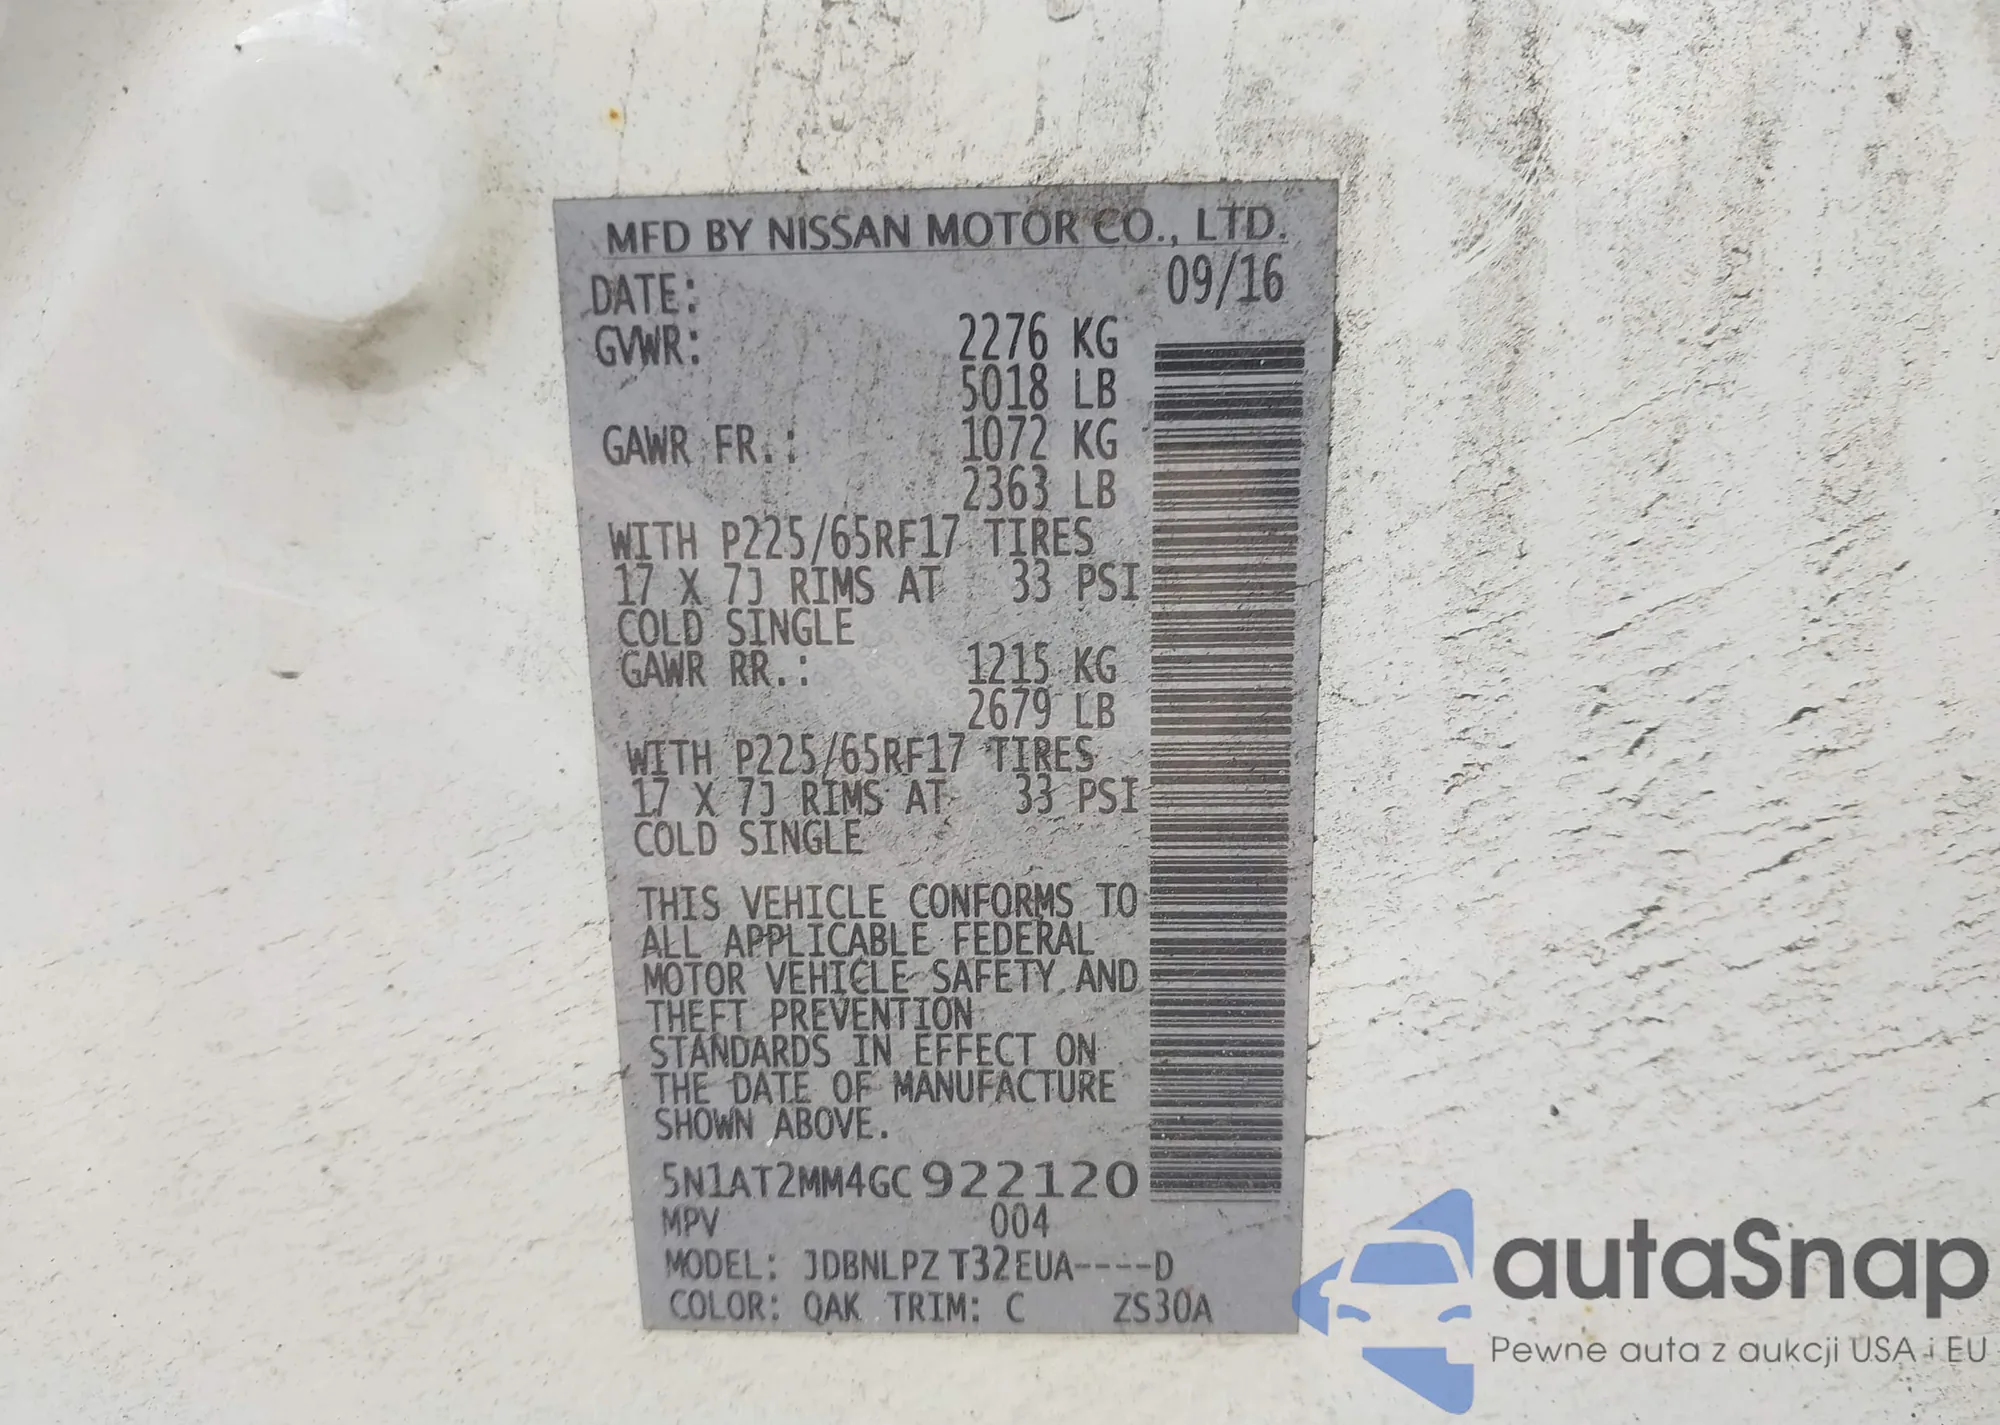 MFD BY NISSAN MOTOR CO., LTD.
DATE: 09/16
GVWR: 2276 KG
5018 LB
GAWR FR.: 1072 KG
2363 LB
WITH P225/65RF17 TIRES
17 X 7J RIMS AT 33 PSI
COLD SINGLE
GAWR RR.: 1215 KG
2679 LB
WITH P225/65RF17 TIRES
17 X 7J RIMS AT 33 PSI
COLD SINGLE
THIS VEHICLE CONFORMS TO
ALL APPLICABLE FEDERAL
MOTOR VEHICLE SAFETY AND
THEFT PREVENTION
STANDARDS IN EFFECT ON
THE DATE OF MANUFACTURE
SHOWN ABOVE.
5N1AT2MM4GC922120
MPV 004
MODEL: JDBNLPZ T32EUA----D
COLOR: QAK TRIM: C ZS30A
autaSnap
Pewne auta z aukcji USA i EU